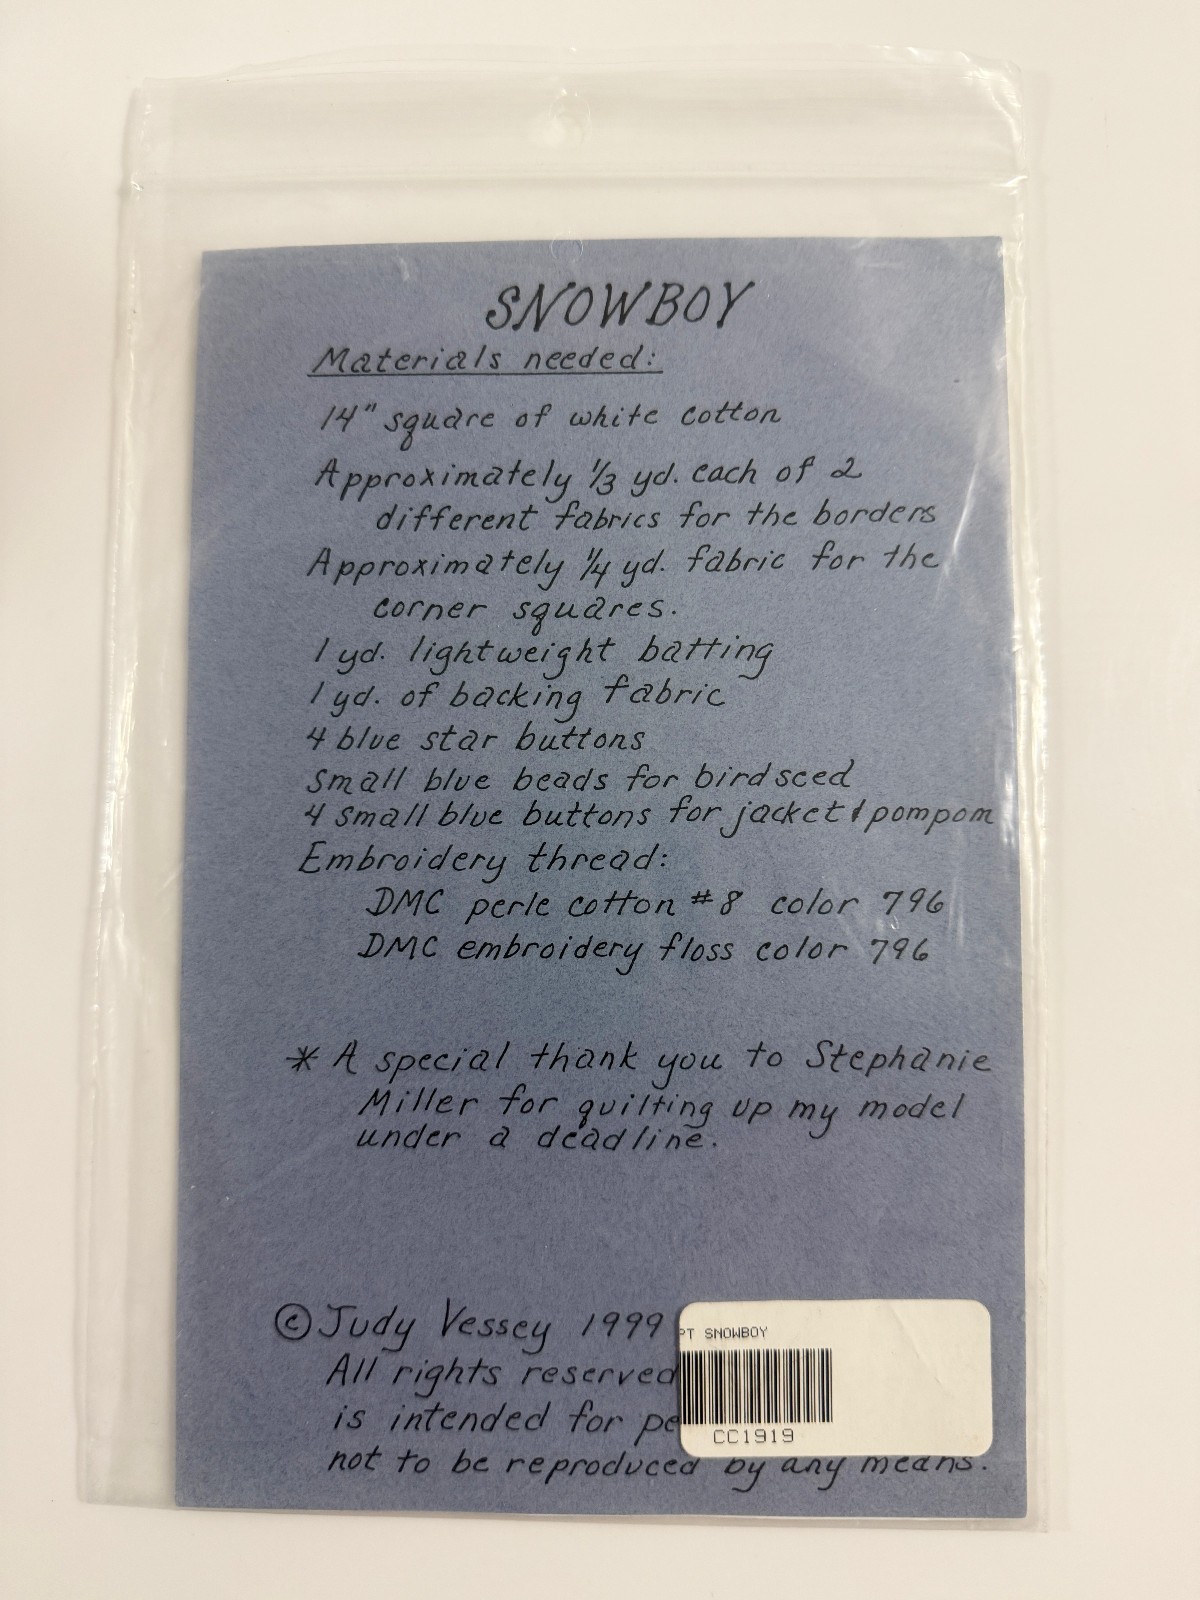 SNOWBOY
Materials needed:
14" square of white cotton
Approximately 1/3 yd. each of 2
different fabrics for the borders
Approximately 1/4 yd. fabric for the
corner squares.
1 yd. lightweight batting
1 yd. of backing fabric
4 blue star buttons
small blue beads for birdseed
4 small blue buttons for jacket & pompom
Embroidery thread:
DMC perle cotton #8 color 796
DMC embroidery floss color 796
* A special thank you to Stephanie
Miller for quilting up my model
under a deadline.
© Judy Vessey 1999
All rights reserved
is intended for
not to be reproduced by any means.
PT SNOWBOY
CC1919